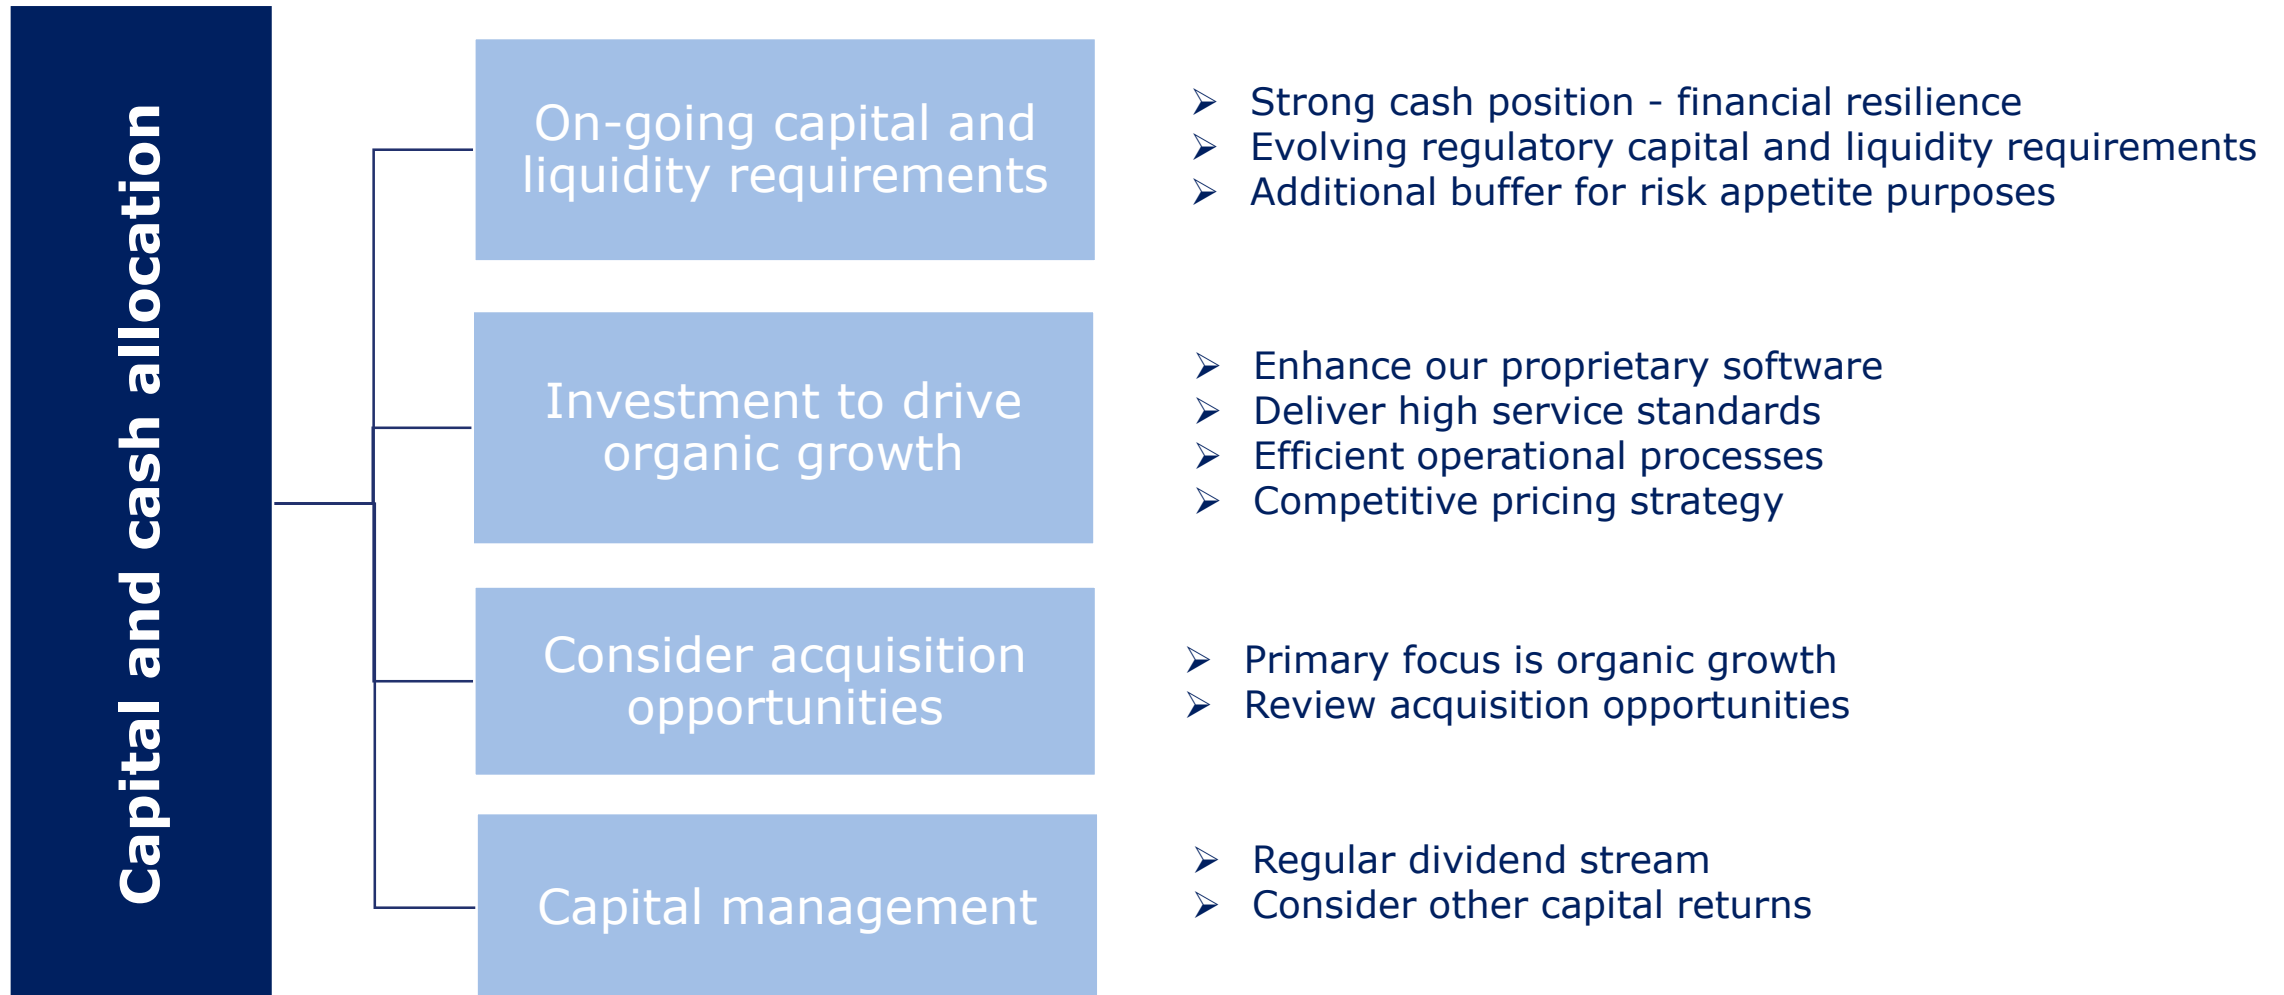 Capital and cash allocation
On-going capital and
liquidity requirements
➢ Strong cash position - financial resilience
➢ Evolving regulatory capital and liquidity requirements
➢ Additional buffer for risk appetite purposes
Investment to drive
organic growth
➢ Enhance our proprietary software
➢ Deliver high service standards
➢ Efficient operational processes
➢ Competitive pricing strategy
Consider acquisition
opportunities
➢ Primary focus is organic growth
➢ Review acquisition opportunities
Capital management
➢ Regular dividend stream
➢ Consider other capital returns